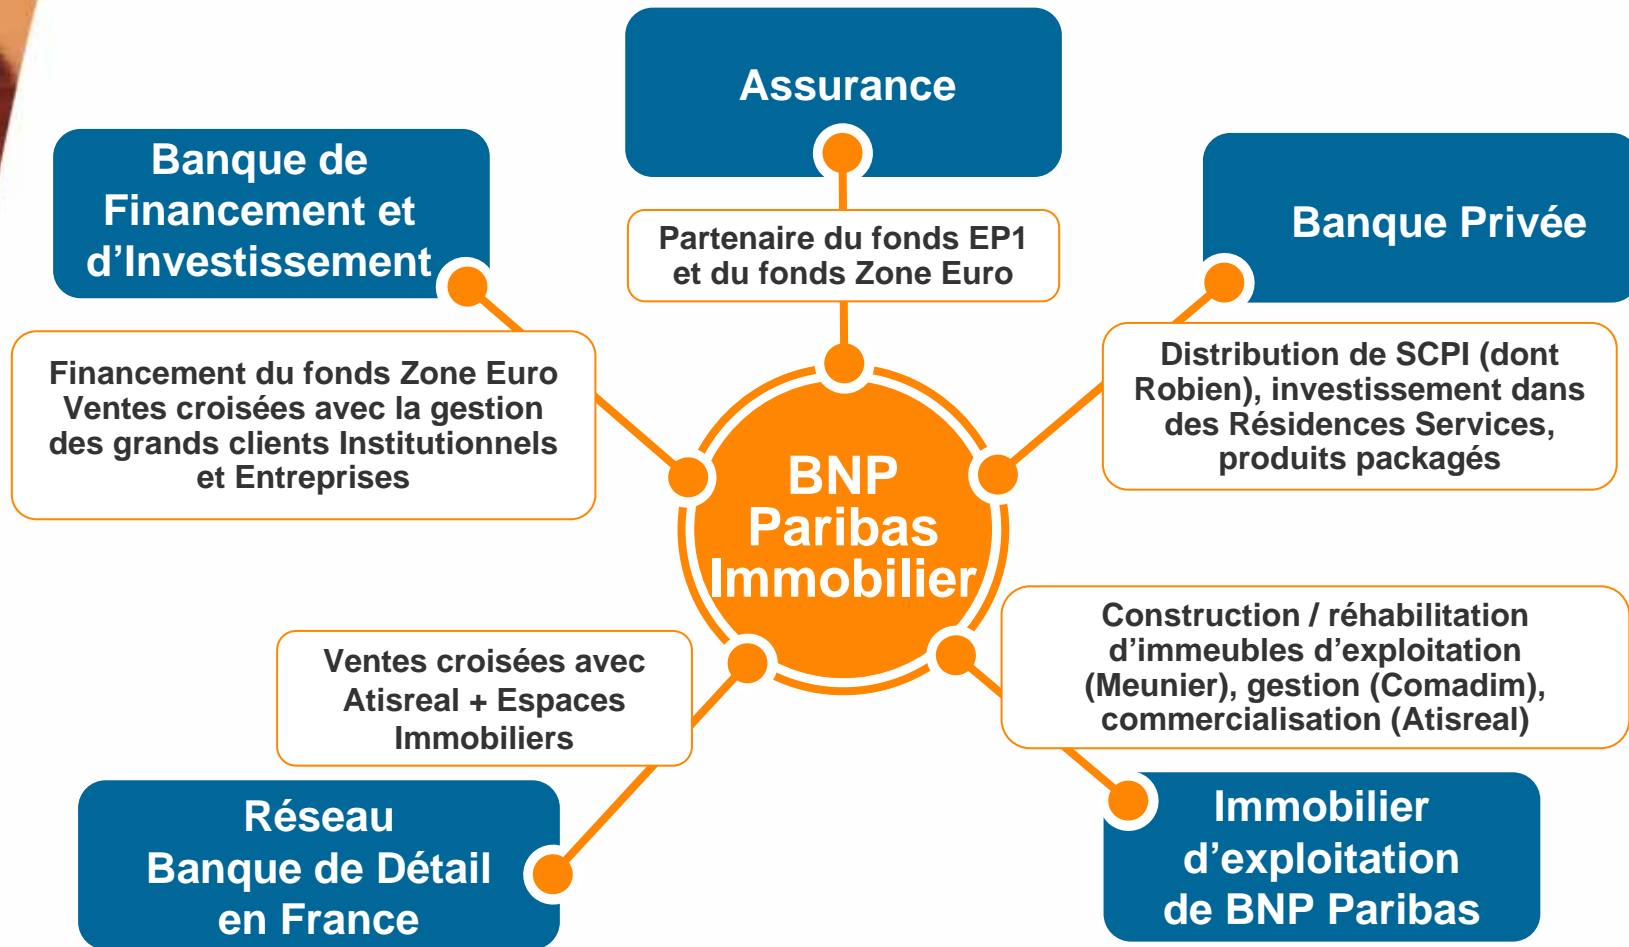 Assurance
Banque de
Financement et
d’Investissement
Banque Privée
Partenaire du fonds EP1
et du fonds Zone Euro
Financement du fonds Zone Euro
Ventes croisées avec la gestion
des grands clients Institutionnels
et Entreprises
Distribution de SCPI (dont
Robien), investissement dans
des Résidences Services,
produits packagés
BNP
Paribas
Immobilier
Ventes croisées avec
Atisreal + Espaces
Immobiliers
Construction / réhabilitation
d’immeubles d’exploitation
(Meunier), gestion (Comadim),
commercialisation (Atisreal)
Réseau
Banque de Détail
en France
Immobilier
d’exploitation
de BNP Paribas